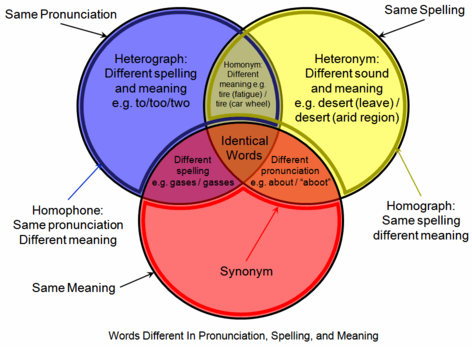 Same Pronunciation
Same Spelling
Heterograph:
Different spelling
and meaning
e.g. to/too/two
Homonym:
Different
meaning e.g.
tire (fatigue) /
tire (car wheel)
Heteronym:
Different sound
and meaning
e.g. desert (leave) /
desert (arid region)
Identical
Words
Different
spelling
e.g. gases / gasses
Different
pronunciation
e.g. about / "aboot"
Homophone:
Same pronunciation
Different meaning
Homograph:
Same spelling
different meaning
Synonym
Same Meaning
Words Different In Pronunciation, Spelling, and Meaning